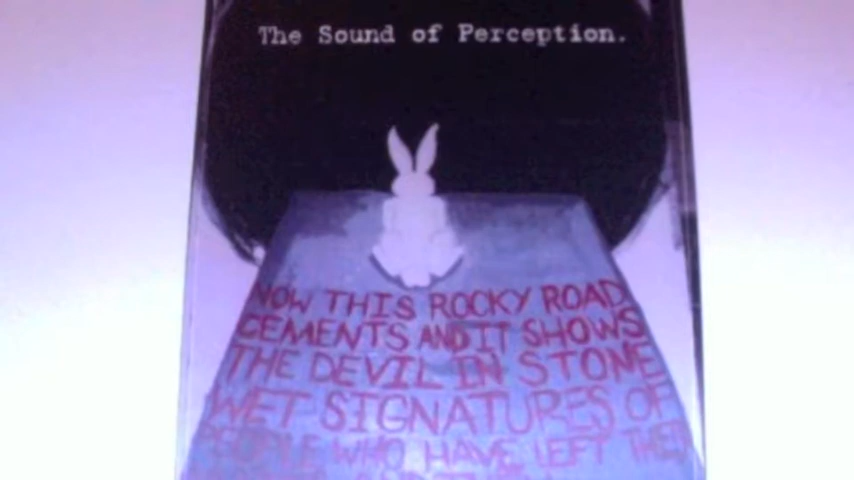 The Sound of Perception.
NOW THIS ROCKY ROAD
CEMENTS AND IT SHOWS
THE DEVIL IN STONE
WET SIGNATURES OF
PEOPLE WHO HAVE LEFT